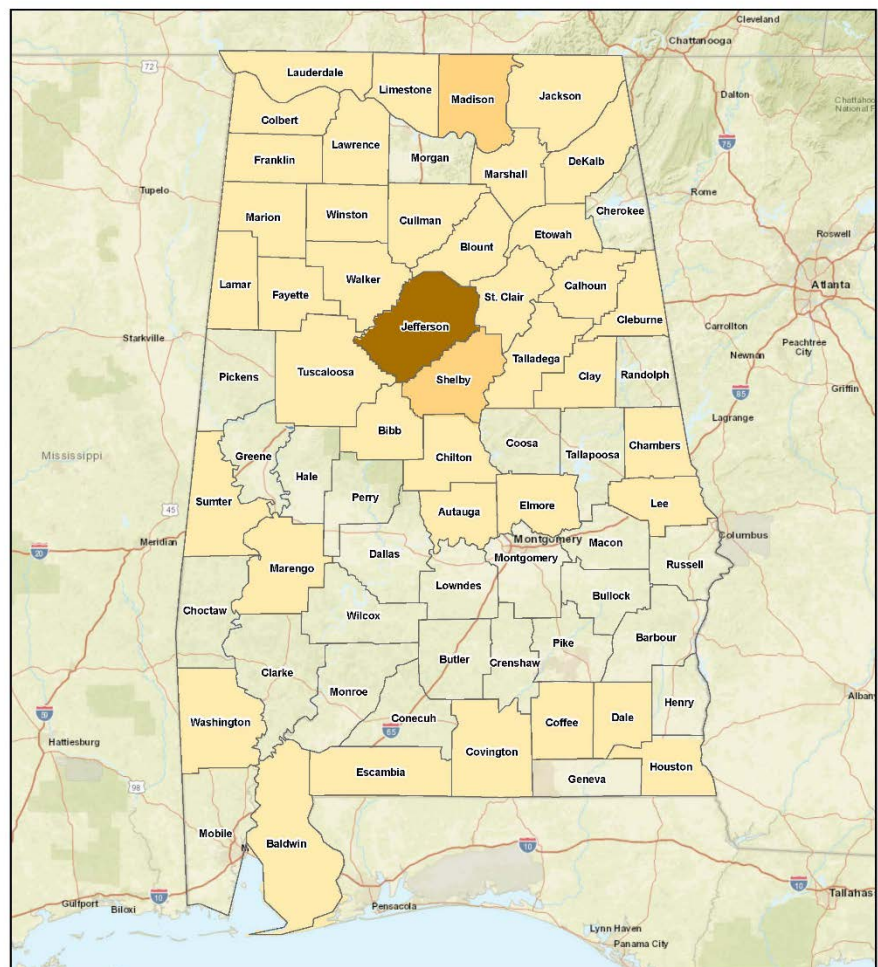 Cleveland
Chattanooga
72
Lauderdale
Limestone
Madison
Jackson
Dalton
Chattahoochee
National F
Colbert
Lawrence
Morgan
75
Franklin
Marshall
DeKalb
Tupelo
Rome
Cherokee
Marion
Winston
Cullman
Etowah
Roswell
Blount
Lamar
Fayette
Walker
St. Clair
Calhoun
Atlanta
Cleburne
Starkville
Jefferson
Carrollton
Peachtree
City
Talladega
Newnan
Pickens
Tuscaloosa
Shelby
Clay
Randolph
Griffin
85
Lagrange
Bibb
Mississippi
Greene
Coosa
Chambers
Chilton
Tallapoosa
Hale
Sumter
Perry
45
Elmore
Lee
Autauga
Columbus
20
Meridian
Montgomery
Macon
Dallas
Montgomery
Marengo
Russell
Lowndes
Bullock
Choctaw
Wilcox
Barbour
Butler
Pike
Crenshaw
Clarke
Monroe
Henry
Albany
Washington
Conecuh
Coffee
Dale
59
65
Hattiesburg
Covington
Escambia
Houston
Geneva
98
Mobile
M
Baldwin
10
10
Gulfport
10
Tallahas
Biloxi
Pensacola
Lynn Haven
Panama City